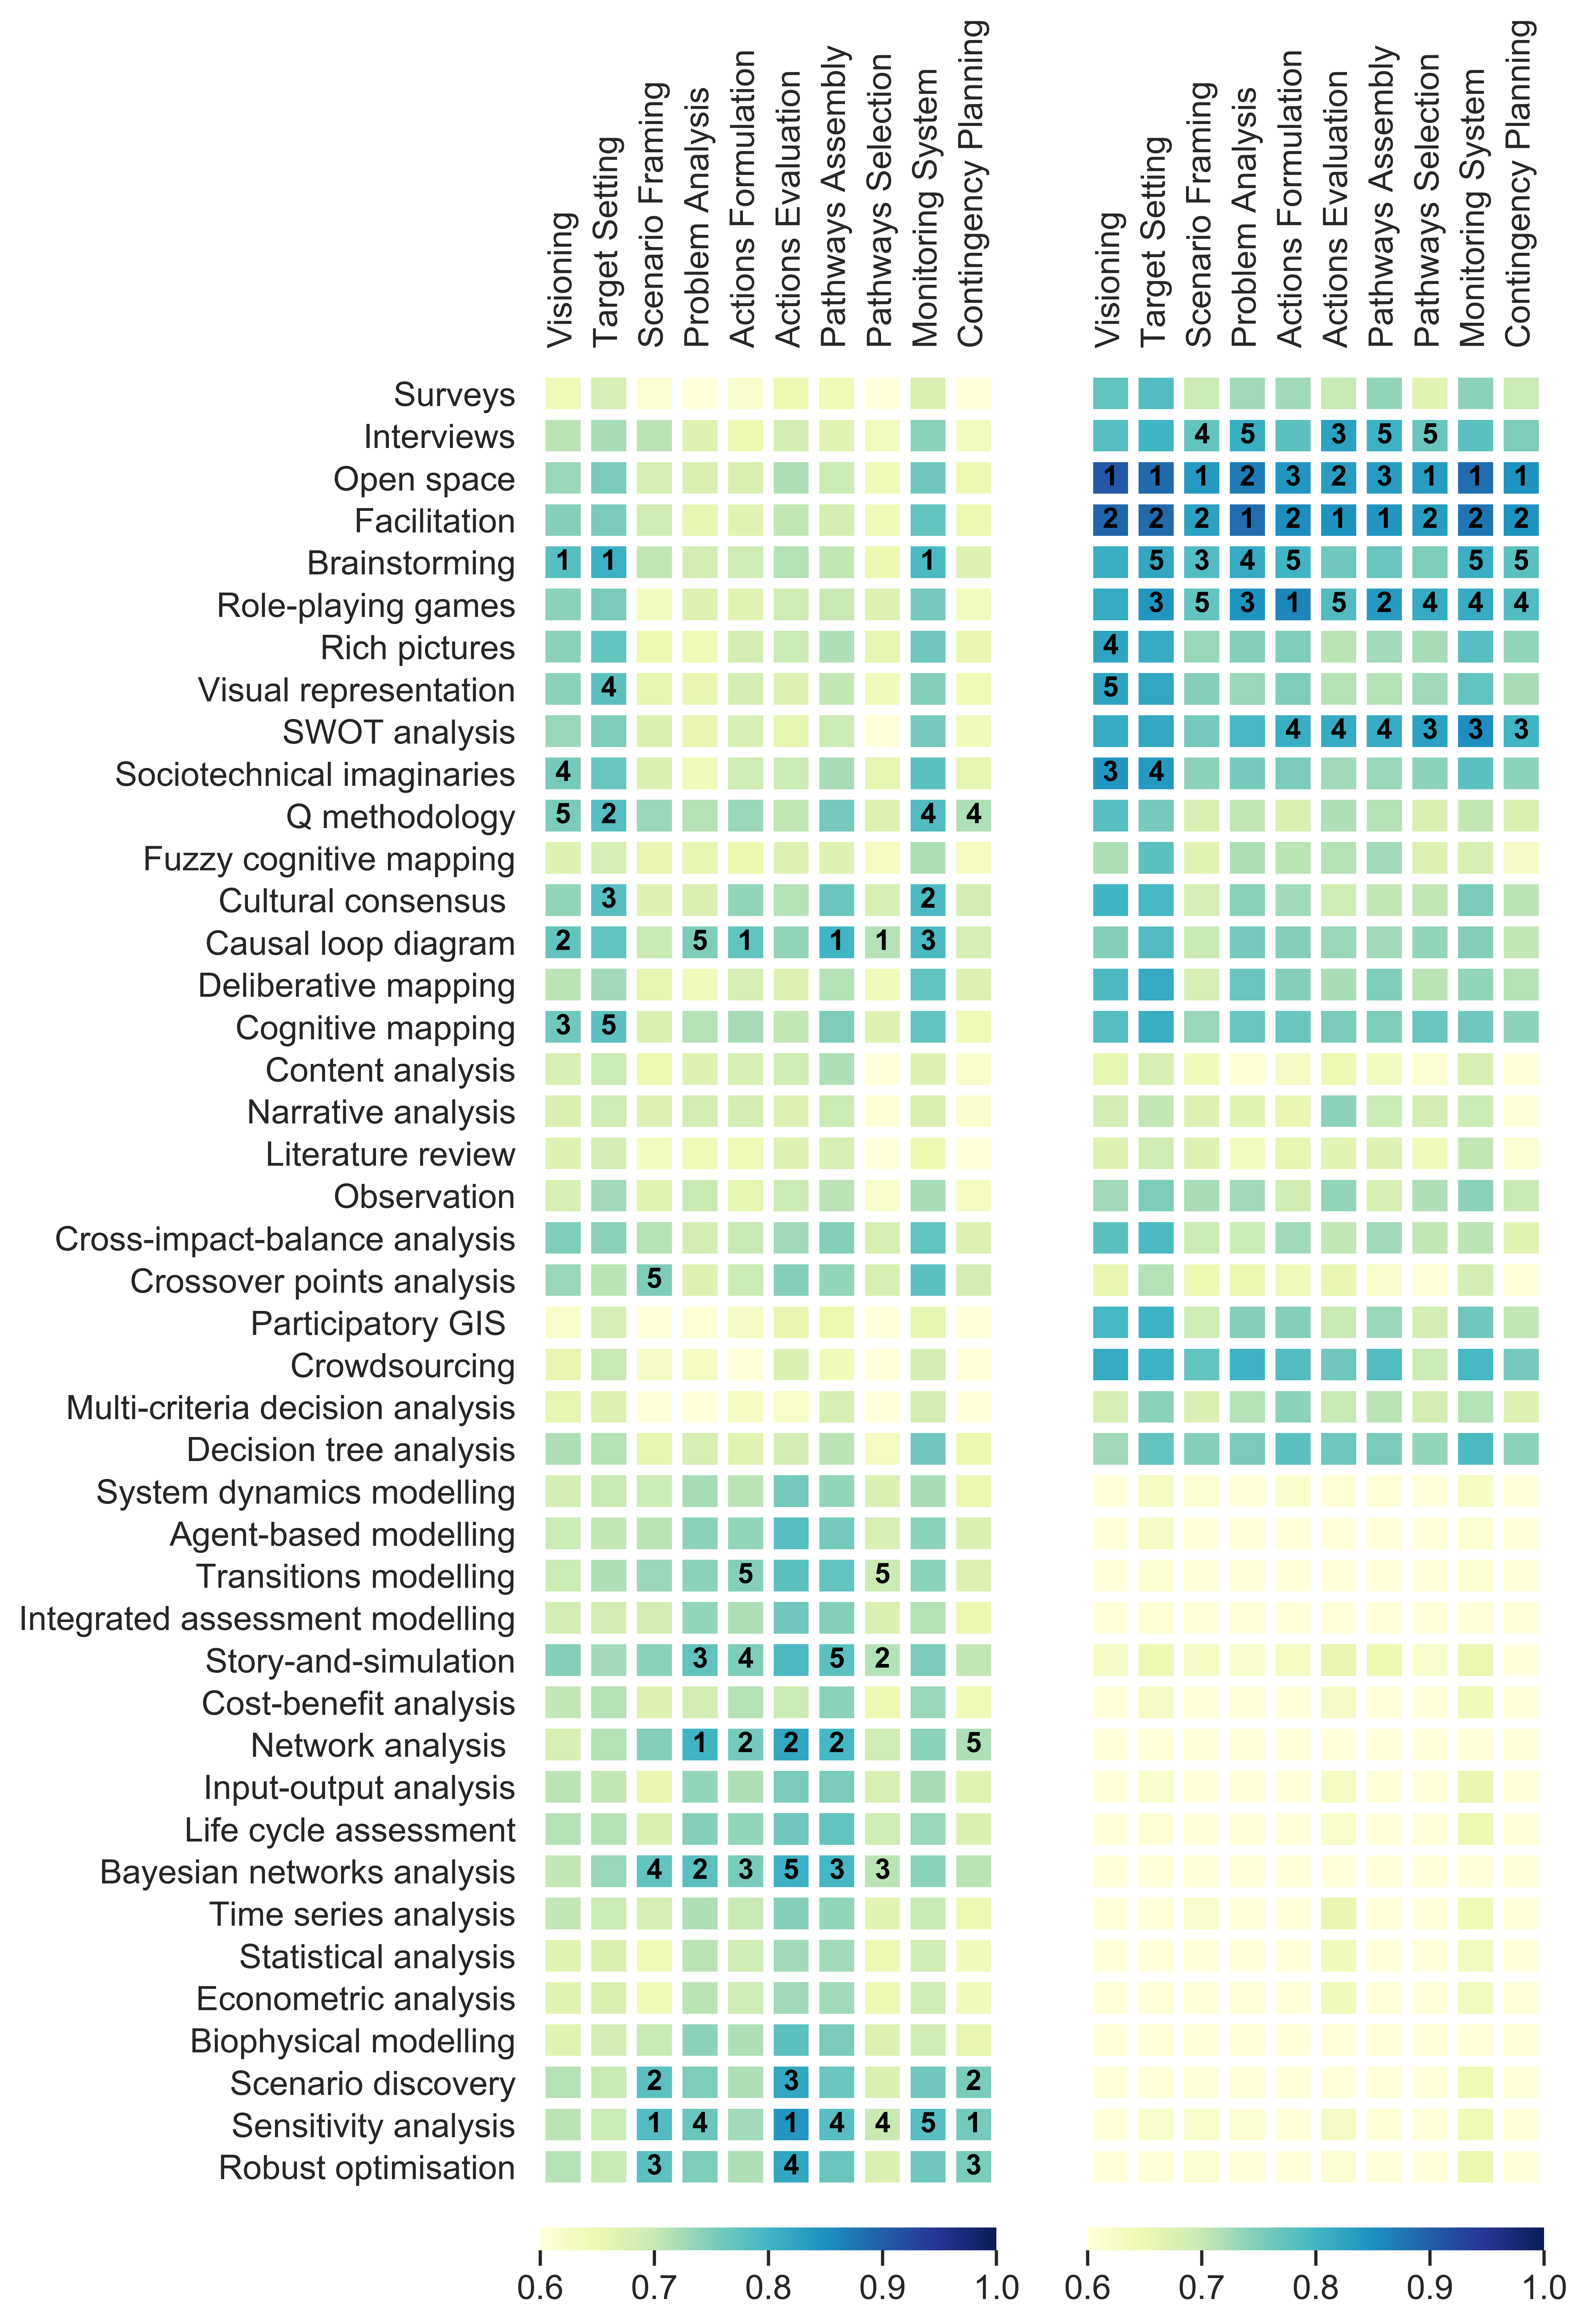 Visioning
Target Setting
Scenario Framing
Problem Analysis
Actions Formulation
Actions Evaluation
Pathways Assembly
Pathways Selection
Monitoring System
Contingency Planning
Visioning
Target Setting
Scenario Framing
Problem Analysis
Actions Formulation
Actions Evaluation
Pathways Assembly
Pathways Selection
Monitoring System
Contingency Planning
Surveys
Interviews 4 5 3 5 5
Open space 1 1 1 2 3 2 3 1 1 1
Facilitation 2 2 2 1 2 1 1 2 2 2
Brainstorming 1 1 1 5 3 4 5 5 5
Role-playing games 3 5 3 1 5 2 4 4 4
Rich pictures 4
Visual representation 4 5
SWOT analysis 4 4 4 3 3 3
Sociotechnical imaginaries 4 3 4
Q methodology 5 2 4 4
Fuzzy cognitive mapping
Cultural consensus 3 2
Causal loop diagram 2 5 1 1 1 3
Deliberative mapping
Cognitive mapping 3 5
Content analysis
Narrative analysis
Literature review
Observation
Cross-impact-balance analysis
Crossover points analysis 5
Participatory GIS
Crowdsourcing
Multi-criteria decision analysis
Decision tree analysis
System dynamics modelling
Agent-based modelling
Transitions modelling 5 5
Integrated assessment modelling
Story-and-simulation 3 4 5 2
Cost-benefit analysis
Network analysis 1 2 2 2 5
Input-output analysis
Life cycle assessment
Bayesian networks analysis 4 2 3 5 3 3
Time series analysis
Statistical analysis
Econometric analysis
Biophysical modelling
Scenario discovery 2 3 2
Sensitivity analysis 1 4 1 4 4 5 1
Robust optimisation 3 4 3
0.6 0.7 0.8 0.9 1.0 0.6 0.7 0.8 0.9 1.0